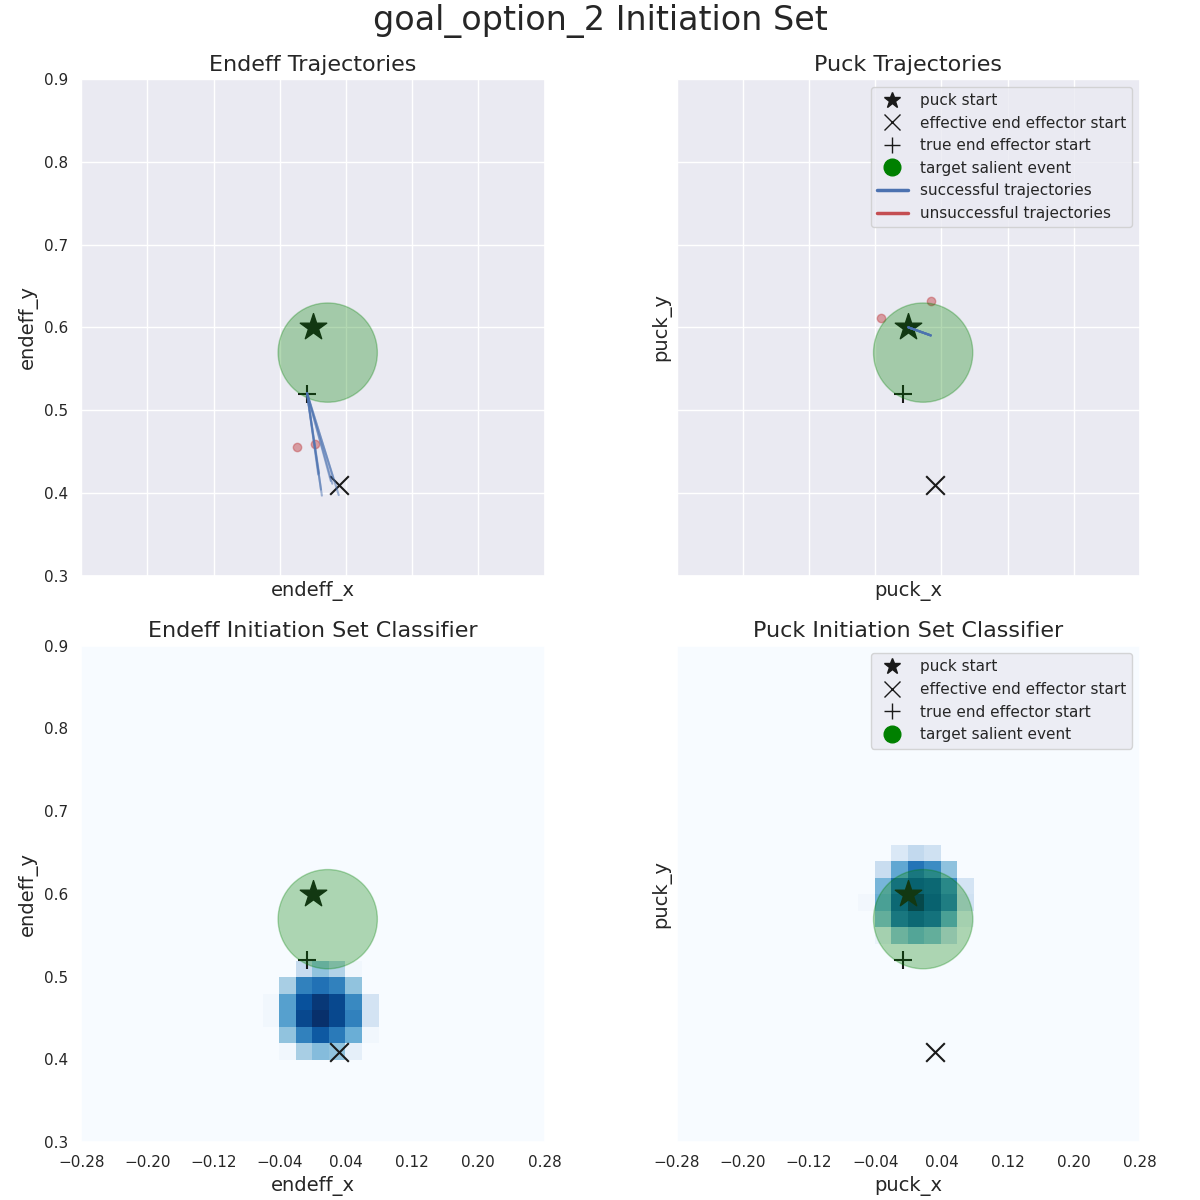 goal_option_2 Initiation Set
Endeff Trajectories
0.9
0.8
0.7
0.6
0.5
0.4
0.3
endeff_y
endeff_x
Puck Trajectories
puck start
effective end effector start
true end effector start
target salient event
successful trajectories
unsuccessful trajectories
puck_y
puck_x
Endeff Initiation Set Classifier
0.9
0.8
0.7
0.6
0.5
0.4
0.3
endeff_y
−0.28 −0.20 −0.12 −0.04 0.04 0.12 0.20 0.28
endeff_x
Puck Initiation Set Classifier
puck start
effective end effector start
true end effector start
target salient event
puck_y
−0.28 −0.20 −0.12 −0.04 0.04 0.12 0.20 0.28
puck_x